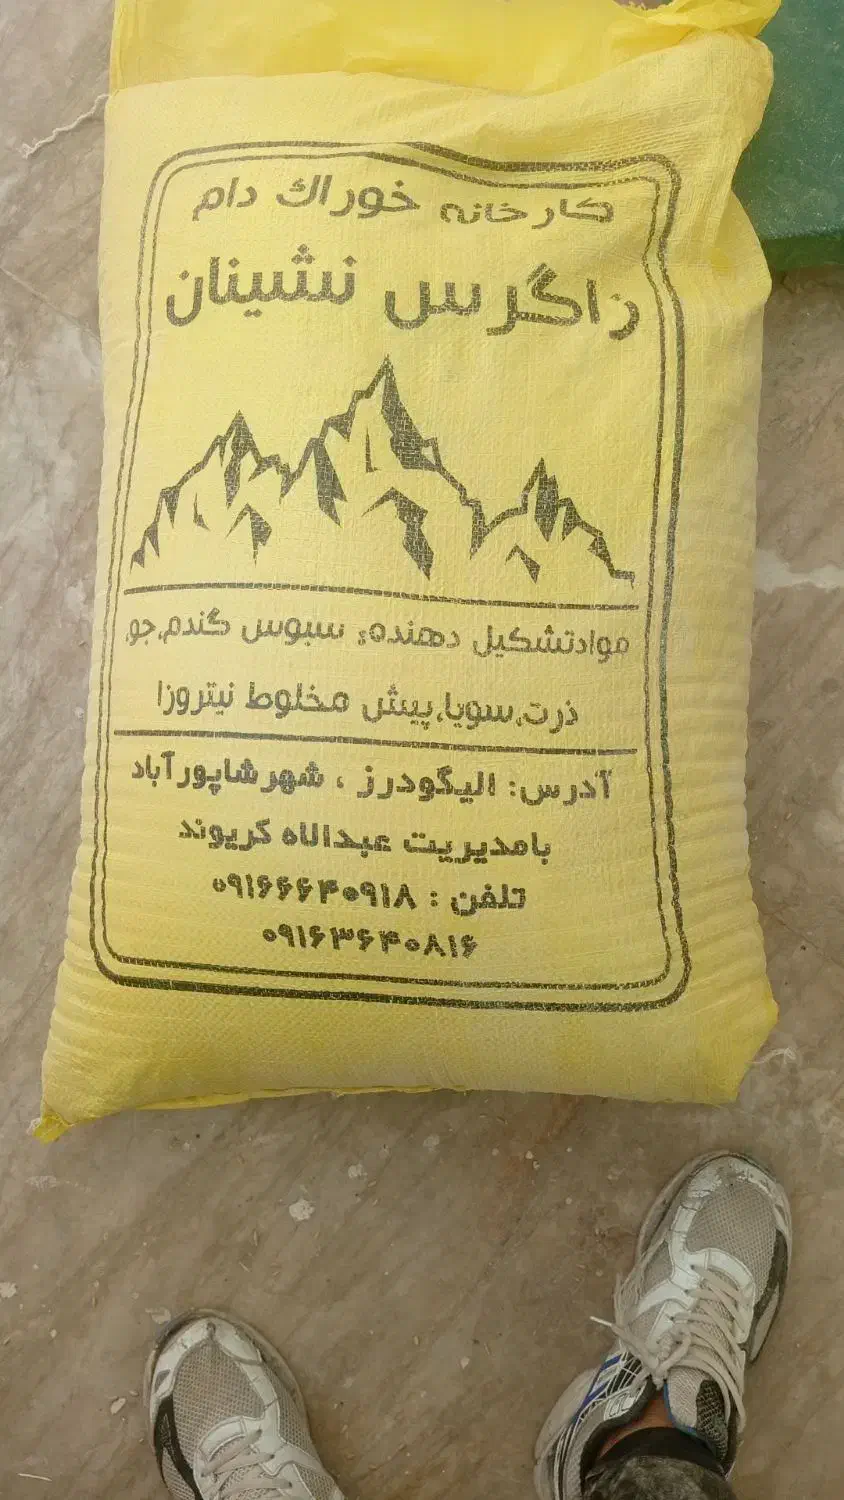 کارخانه خوراک دام
زاگرس نشینان
موادتشکیل دهنده: سبوس گندم،جو،
ذرت،سویا،پیش مخلوط نیتروزا
آدرس: الیگودرز ، شهرشاپورآباد
بامدیریت عبدالاه کریوند
تلفن : ۰۹۱۶۶۶۴۰۹۱۸
۰۹۱۶۳۶۴۰۸۱۶